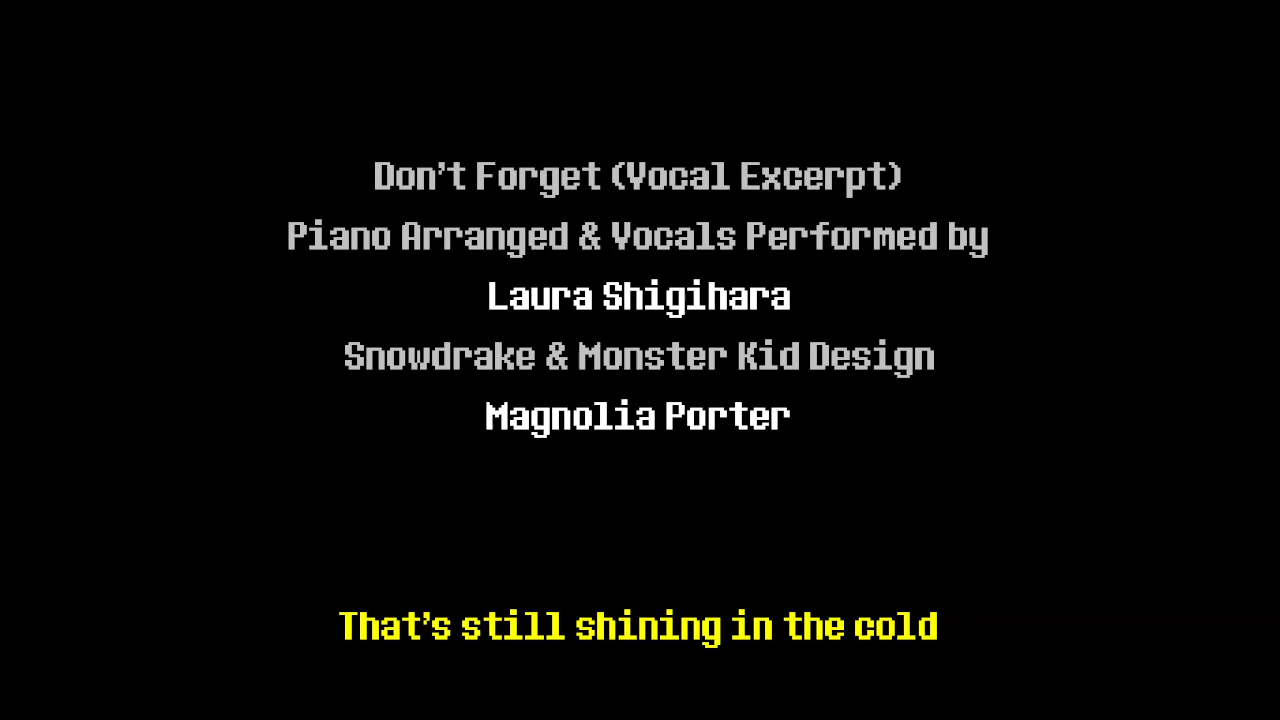 Don't Forget (Vocal Excerpt)
Piano Arranged & Vocals Performed by
Laura Shigihara
Snowdrake & Monster Kid Design
Magnolia Porter
That's still shining in the cold